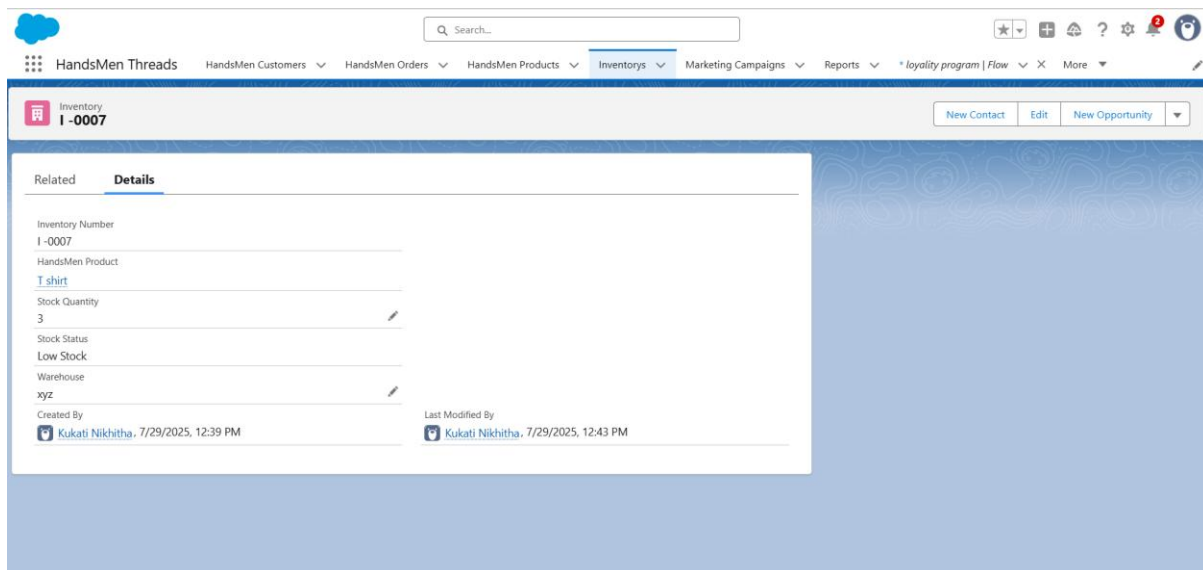 Search...
2
HandsMen Threads HandsMen Customers HandsMen Orders HandsMen Products Inventorys Marketing Campaigns Reports * loyality program | Flow More
Inventory
I -0007
New Contact Edit New Opportunity
Related Details
Inventory Number
I -0007
HandsMen Product
T shirt
Stock Quantity
3
Stock Status
Low Stock
Warehouse
xyz
Created By Last Modified By
Kukati Nikhitha, 7/29/2025, 12:39 PM Kukati Nikhitha, 7/29/2025, 12:43 PM